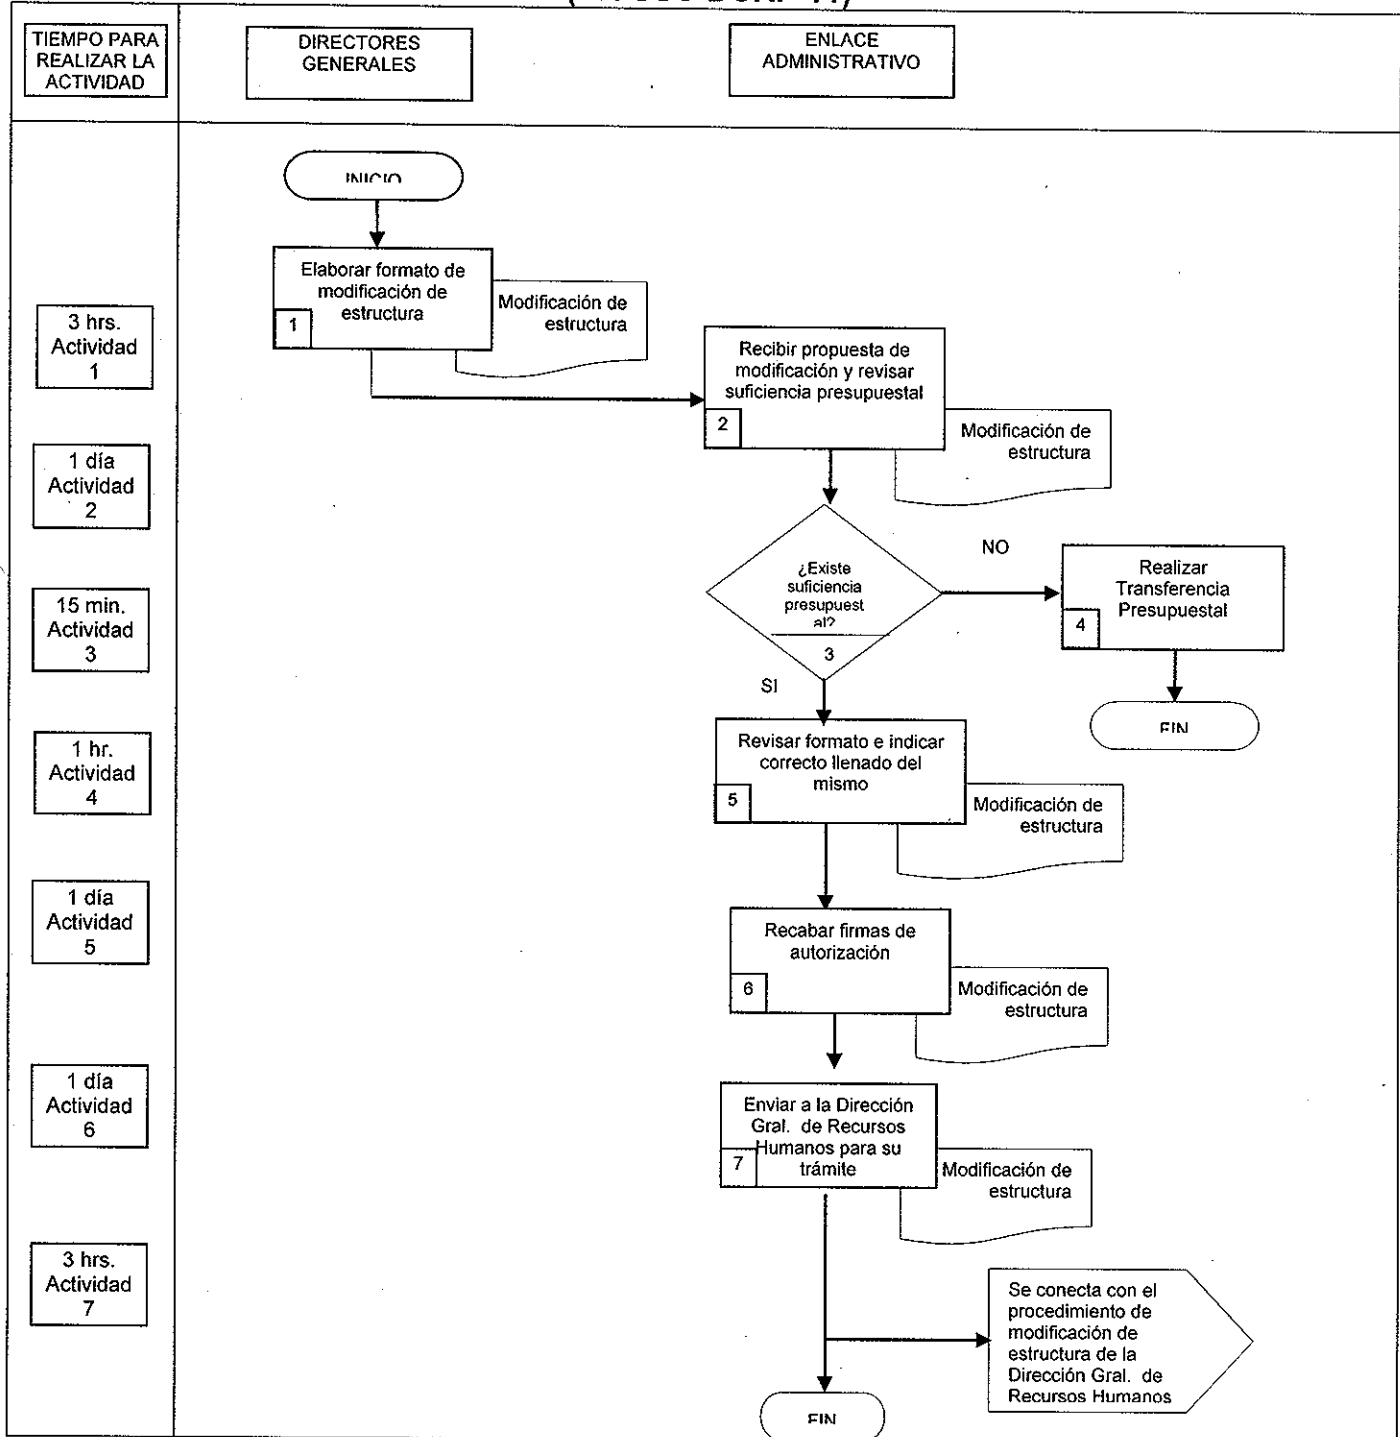 TIEMPO PARA
REALIZAR LA
ACTIVIDAD
DIRECTORES
GENERALES
ENLACE
ADMINISTRATIVO
INICIO
Elaborar formato de
modificación de
estructura
1
Modificación de
estructura
3 hrs.
Actividad
1
Recibir propuesta de
modificación y revisar
suficiencia presupuestal
2
Modificación de
estructura
1 día
Actividad
2
¿Existe
suficiencia
presupuest
al?
3
NO
SI
Realizar
Transferencia
Presupuestal
4
FIN
15 min.
Actividad
3
Revisar formato e indicar
correcto llenado del
mismo
5
Modificación de
estructura
1 hr.
Actividad
4
Recabar firmas de
autorización
6
Modificación de
estructura
1 día
Actividad
5
Enviar a la Dirección
Gral. de Recursos
Humanos para su
trámite
7
Modificación de
estructura
1 día
Actividad
6
3 hrs.
Actividad
7
Se conecta con el
procedimiento de
modificación de
estructura de la
Dirección Gral. de
Recursos Humanos
FIN